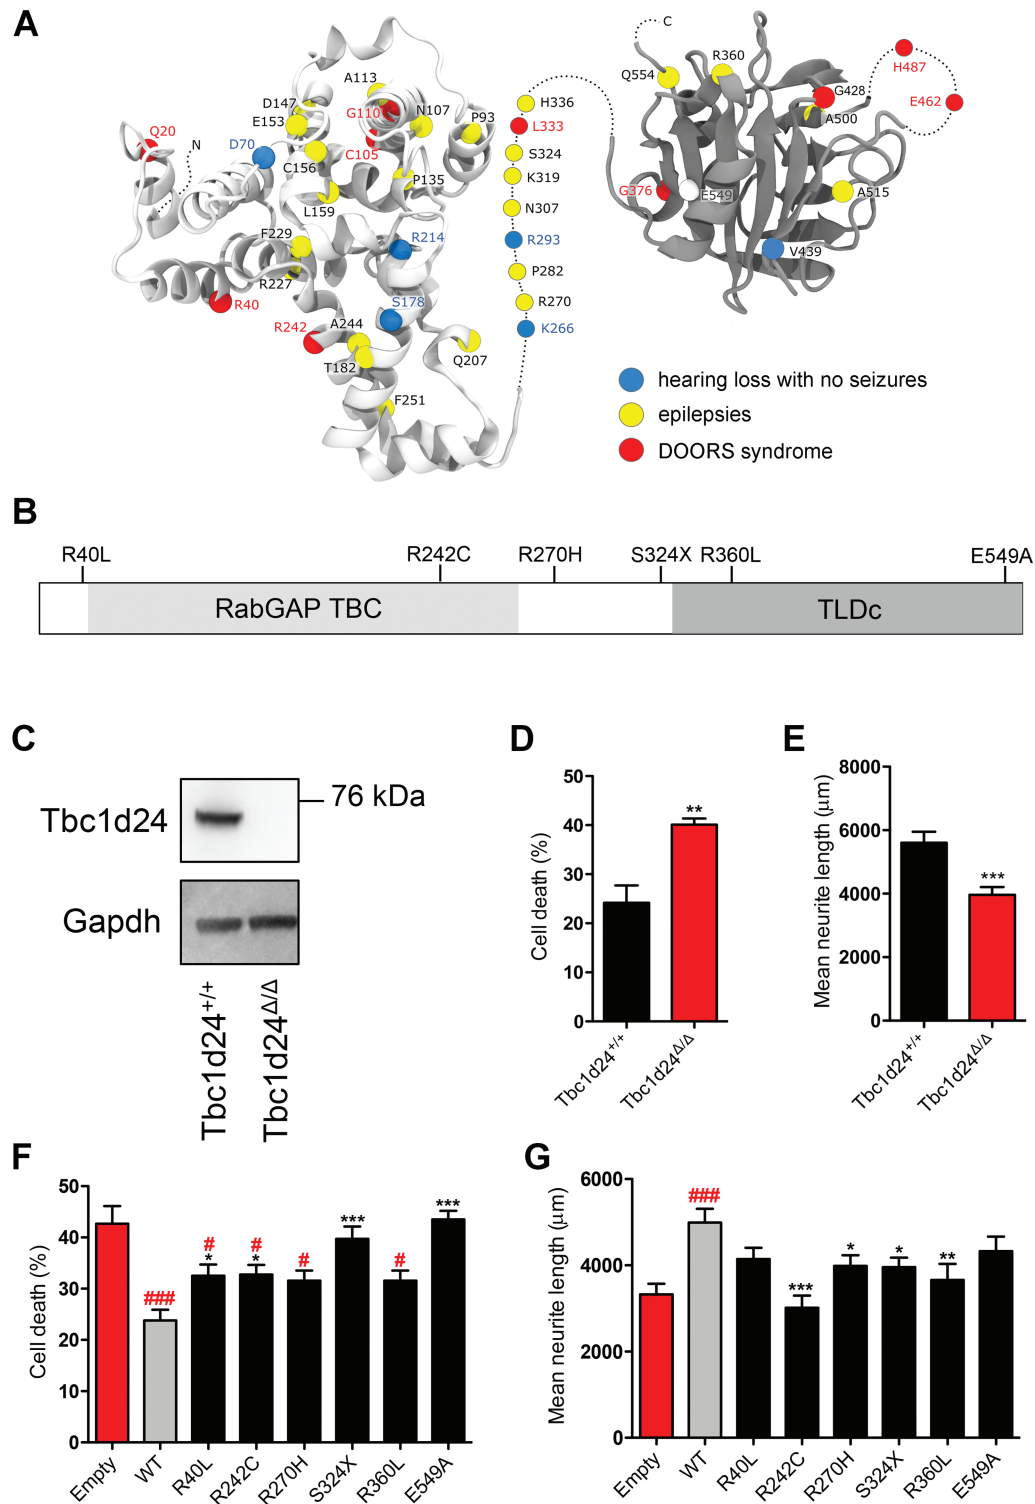 A
C
R360
Q554
H487
A113
G428
H336
D147
G110
N107
E462
P93
E153
L333
A500
Q20
N
D70
C105
S324
C156
P135
K319
G376
E549
A515
L159
N307
F229
R214
R293
V439
P282
R227
S178
R270
R40
R242
A244
K266
T182
Q207
hearing loss with no seizures
F251
epilepsies
DOORS syndrome
B
R40L R242C R270H S324X R360L E549A
RabGAP TBC TLDc
C
Tbc1d24
76 kDa
Gapdh
Tbc1d24+/+
Tbc1d24Δ/Δ
D
Cell death (%)
50
40
30
20
10
0
**
Tbc1d24+/+
Tbc1d24Δ/Δ
E
Mean neurite length (μm)
8000
6000
4000
2000
0
***
Tbc1d24+/+
Tbc1d24Δ/Δ
F
Cell death (%)
50
40
30
20
10
0
###
#
*
#
*
#
***
#
***
Empty
WT
R40L
R242C
R270H
S324X
R360L
E549A
G
Mean neurite length (μm)
6000
4000
2000
0
###
***
*
*
**
Empty
WT
R40L
R242C
R270H
S324X
R360L
E549A